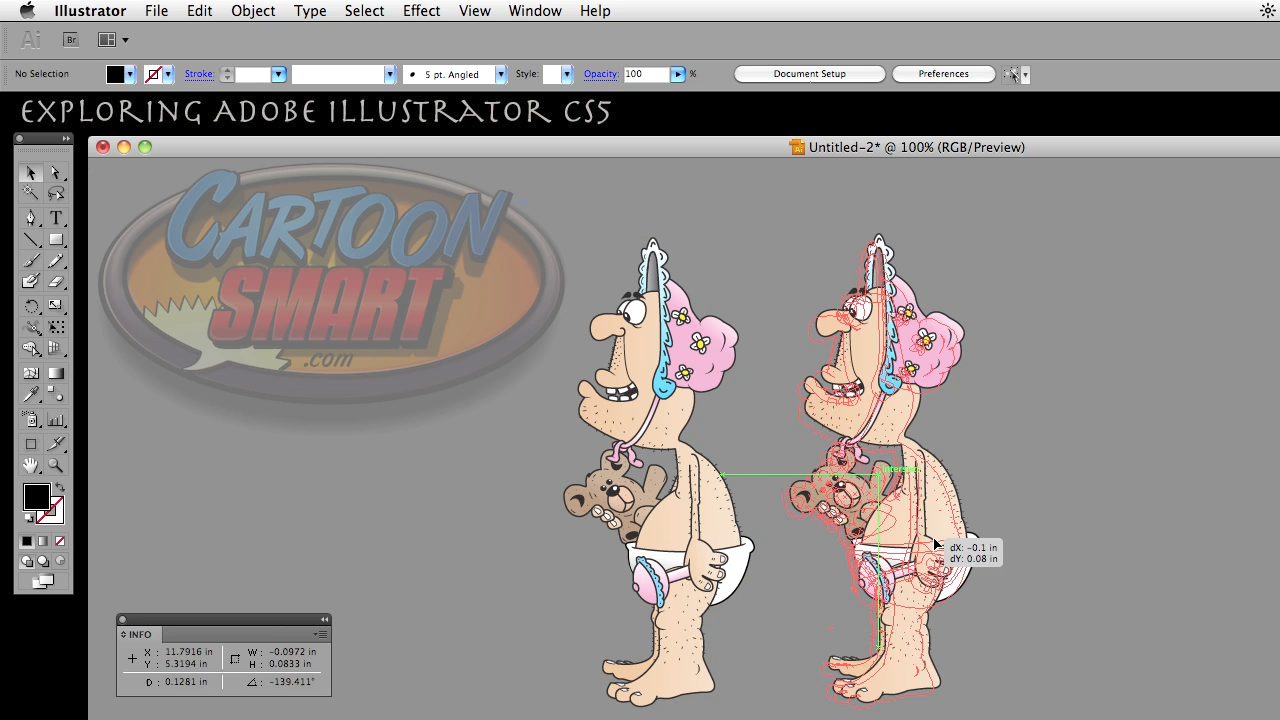 Illustrator File Edit Object Type Select Effect View Window Help
Ai Br
No Selection Stroke: 5 pt. Angled Style: Opacity: 100 % Document Setup Preferences
EXPLORING ADOBE ILLUSTRATOR CS5
Untitled-2* @ 100% (RGB/Preview)
CARTOON
SMART
.com
intersect
dX: -0.1 in
dY: 0.08 in
INFO
X : 11.7916 in W : -0.0972 in
Y : 5.3194 in H : 0.0833 in
D : 0.1281 in : -139.411°